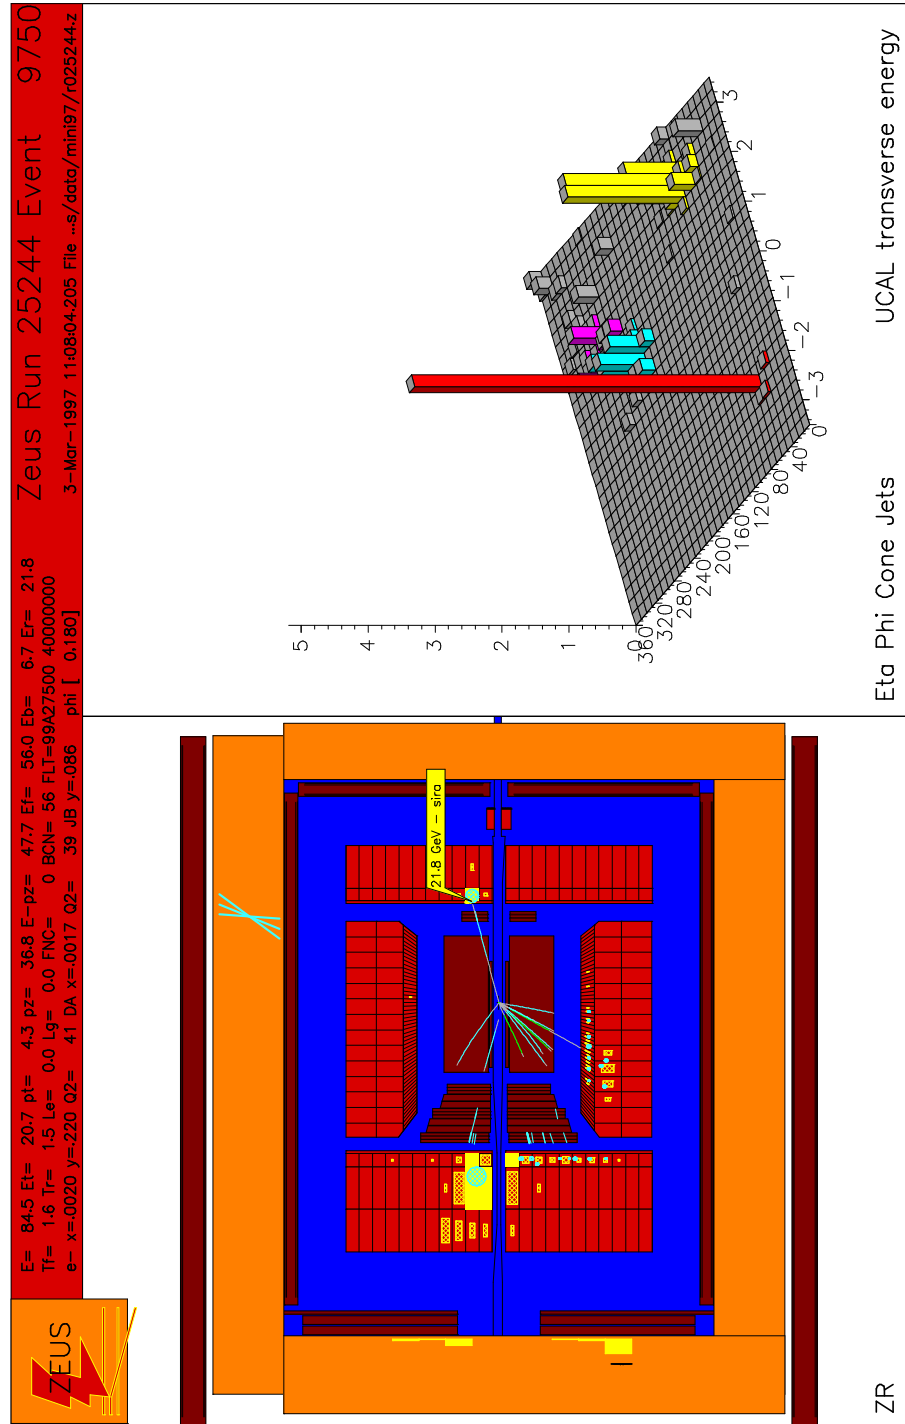 ZEUS
E= 84.5 Et= 20.7 pt= 4.3 pz= 36.8 E-pz= 47.7 Ef= 56.0 Eb= 6.7 Er= 21.8
Tf= 1.6 Tr= 1.5 Le= 0.0 Lg= 0.0 FNC= 0 BCN= 56 FLT=99A27500 40000000
e- x=.0020 y=.220 Q2= 41 DA x=.0017 Q2= 39 JB y=.086 phi [ 0.180]
Zeus Run 25244 Event 9750
3-Mar-1997 11:08:04.205 File ...s/data/mini97/r025244.z
21.8 GeV - sira
ZR
5
4
3
2
1
0
360
320
280
240
200
160
120
80
40
0
-3
-2
-1
0
1
2
3
Eta Phi Cone Jets
UCAL transverse energy